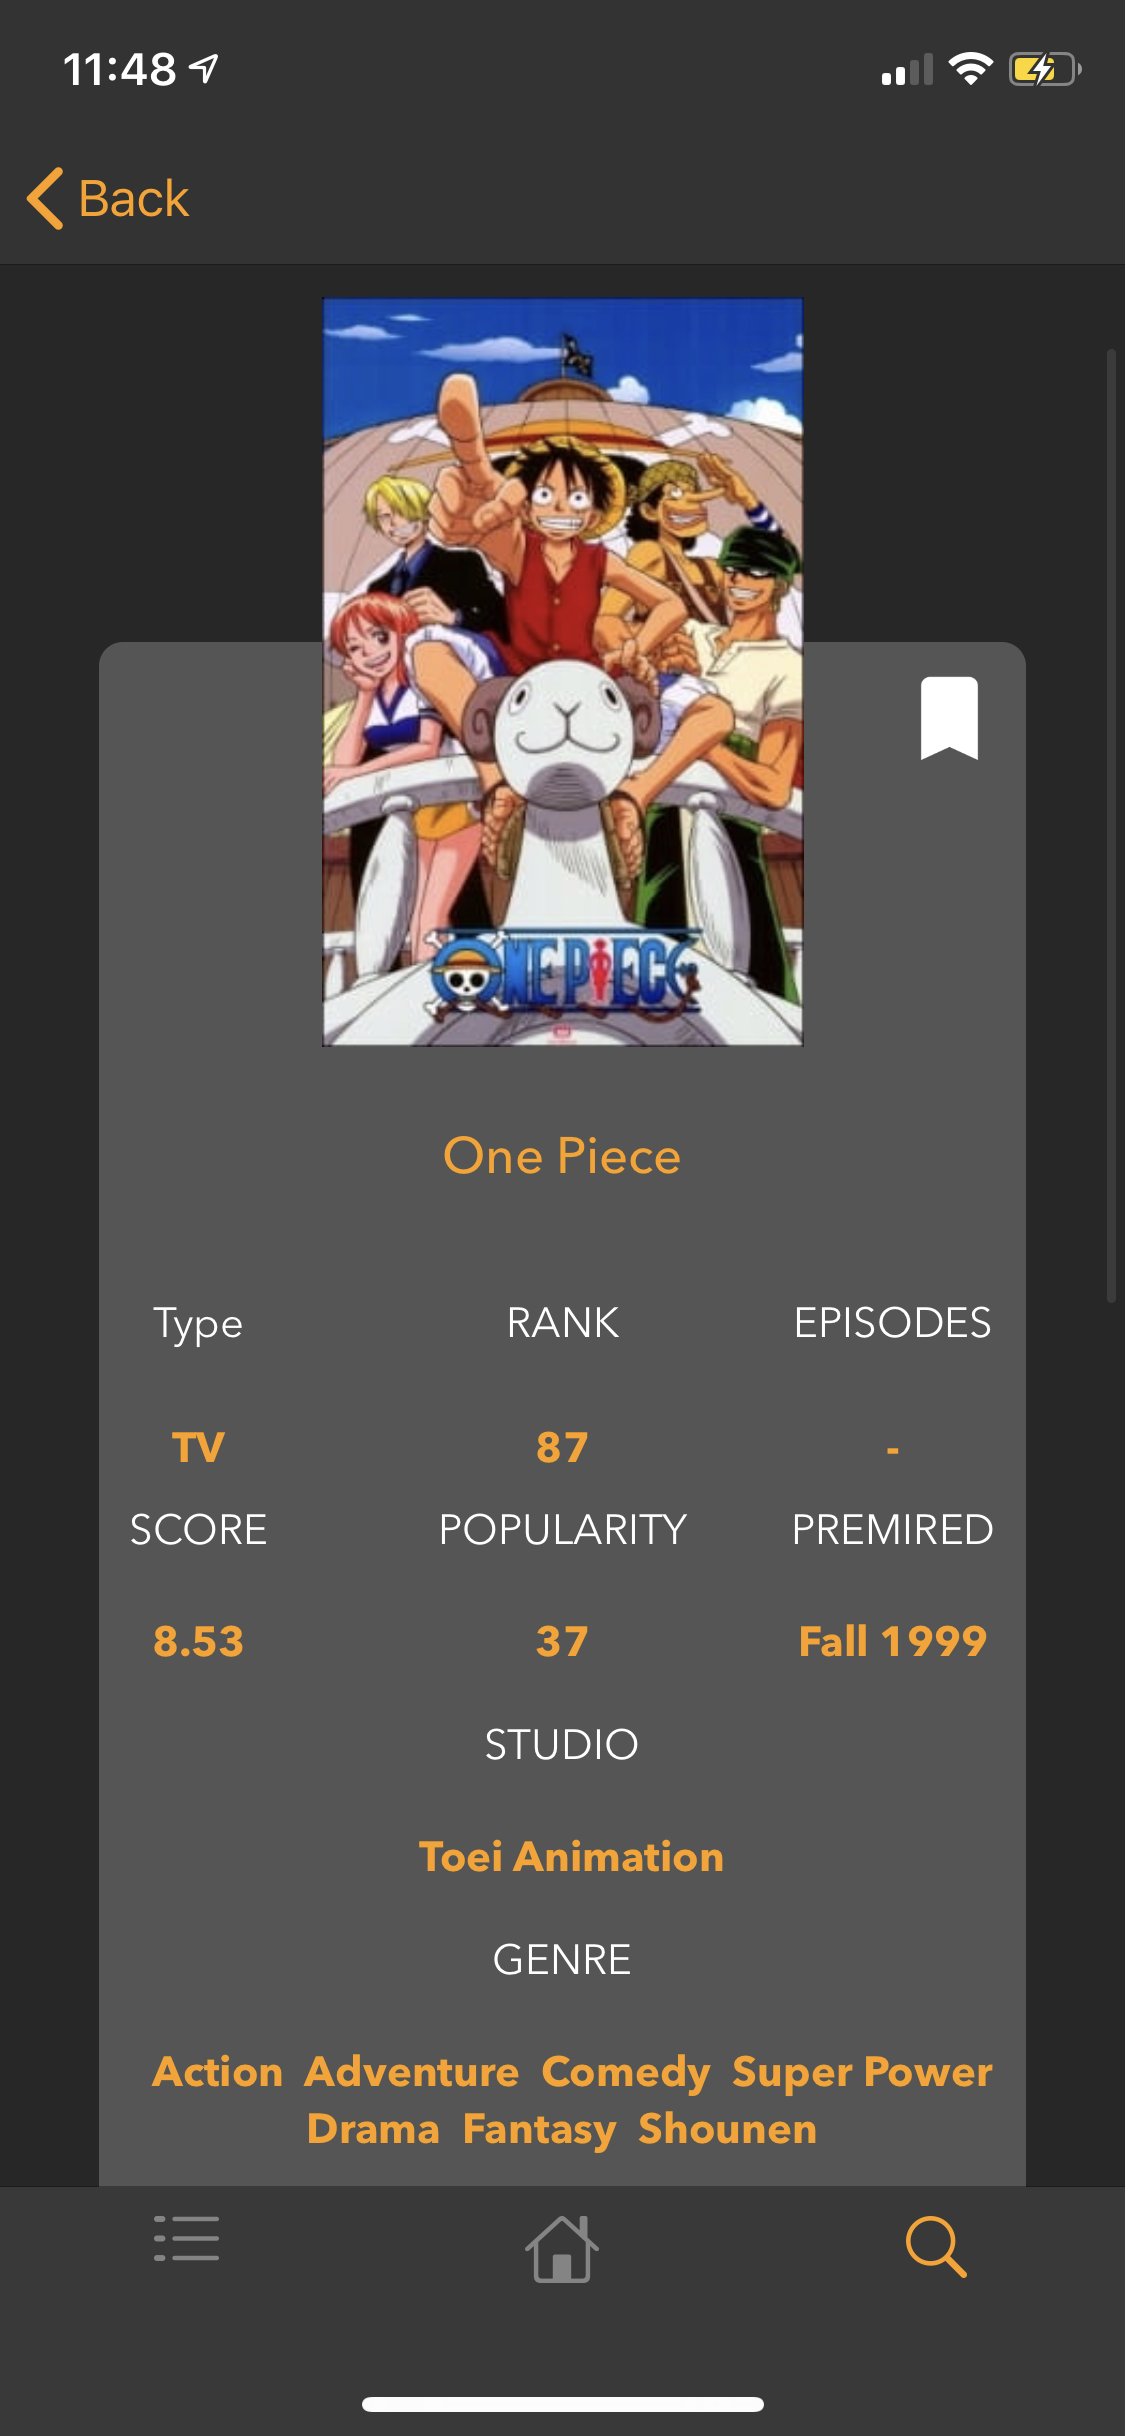 11:48
Back
ONE PIECE
One Piece
Type RANK EPISODES
TV 87 -
SCORE POPULARITY PREMIRED
8.53 37 Fall 1999
STUDIO
Toei Animation
GENRE
Action Adventure Comedy Super Power
Drama Fantasy Shounen